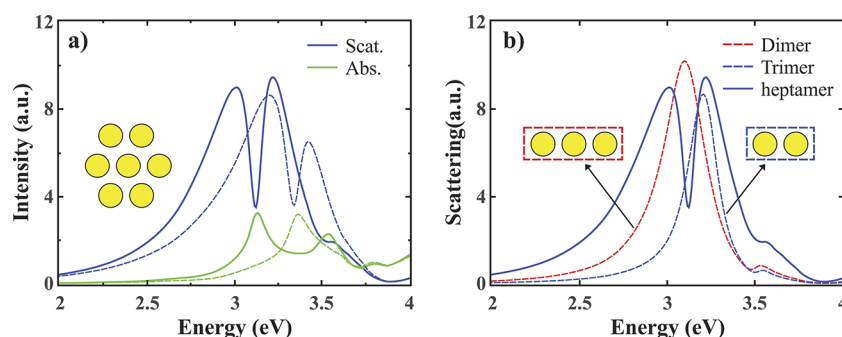 a)
Intensity (a.u.)
12
8
4
0
Scat.
Abs.
2
2.5
3
3.5
4
Energy (eV)
b)
Scattering(a.u.)
12
8
4
0
Dimer
Trimer
heptamer
2
2.5
3
3.5
4
Energy (eV)